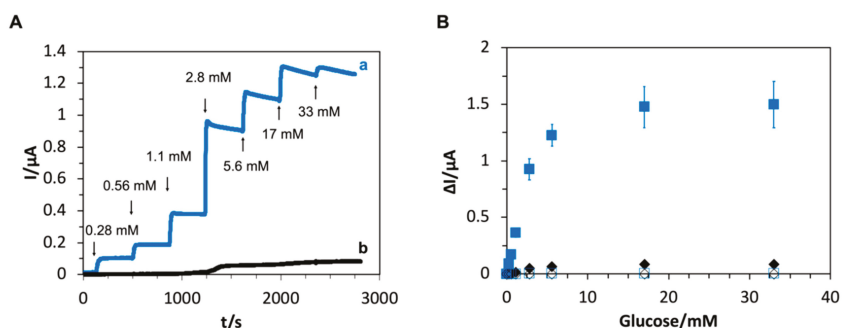 A
B
1.4
1.2
1
0.8
0.6
0.4
0.2
0
I/µA
0
1000
2000
3000
t/s
0.28 mM
0.56 mM
1.1 mM
2.8 mM
5.6 mM
17 mM
33 mM
a
b
2
1.5
1
0.5
0
ΔI/µA
0
10
20
30
40
Glucose/mM